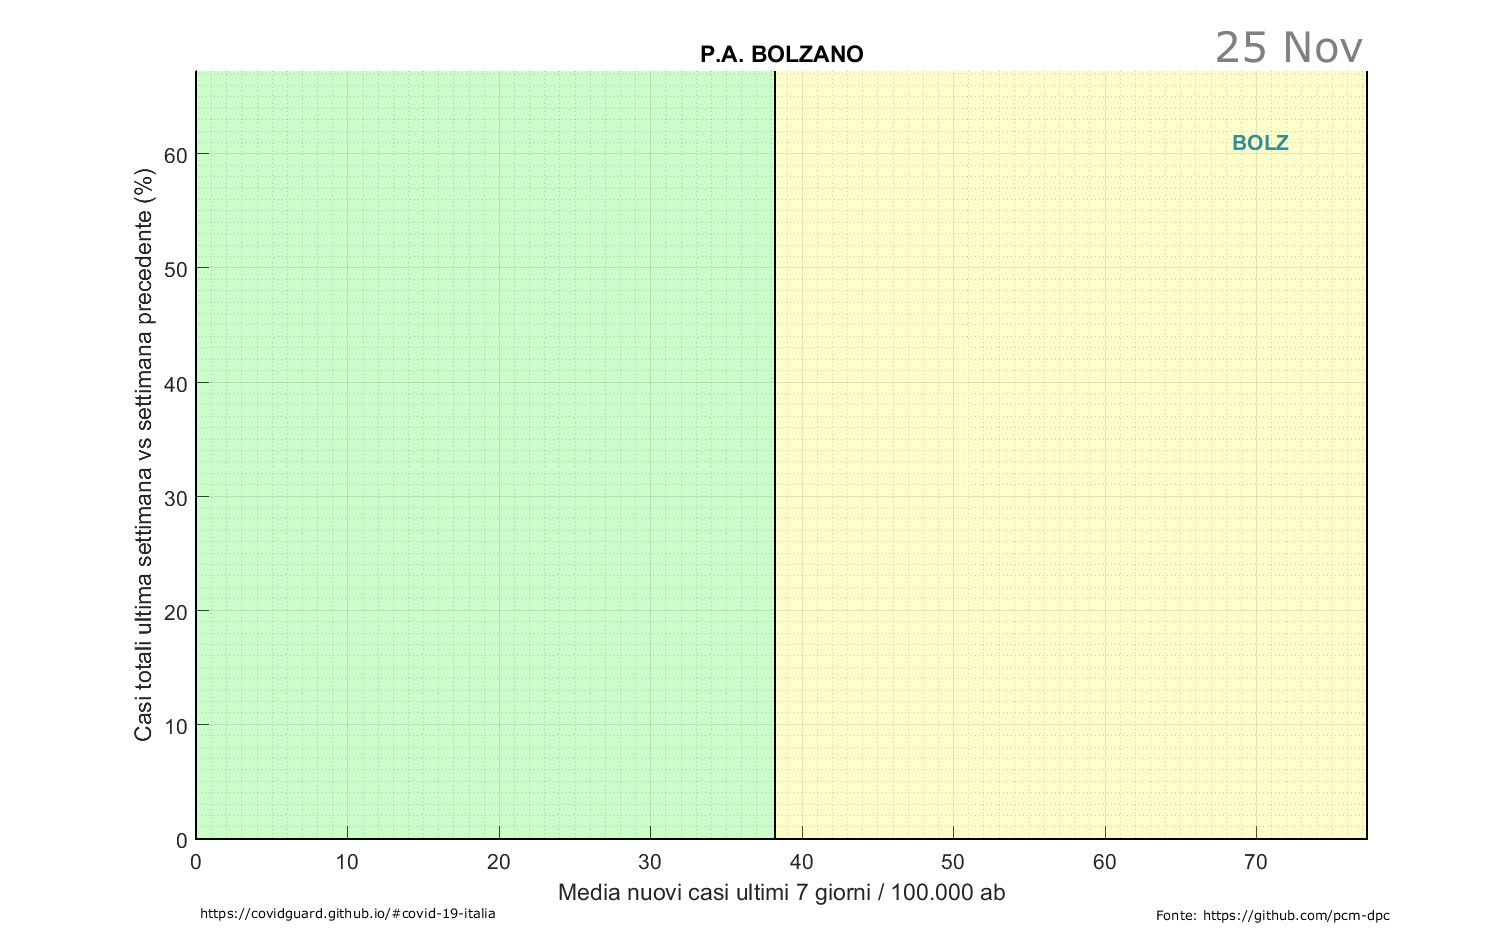 25 Nov
P.A. BOLZANO
BOLZ
Casi totali ultima settimana vs settimana precedente (%)
60
50
40
30
20
10
0
0 10 20 30 40 50 60 70
Media nuovi casi ultimi 7 giorni / 100.000 ab
https://covidguard.github.io/#covid-19-italia
Fonte: https://github.com/pcm-dpc